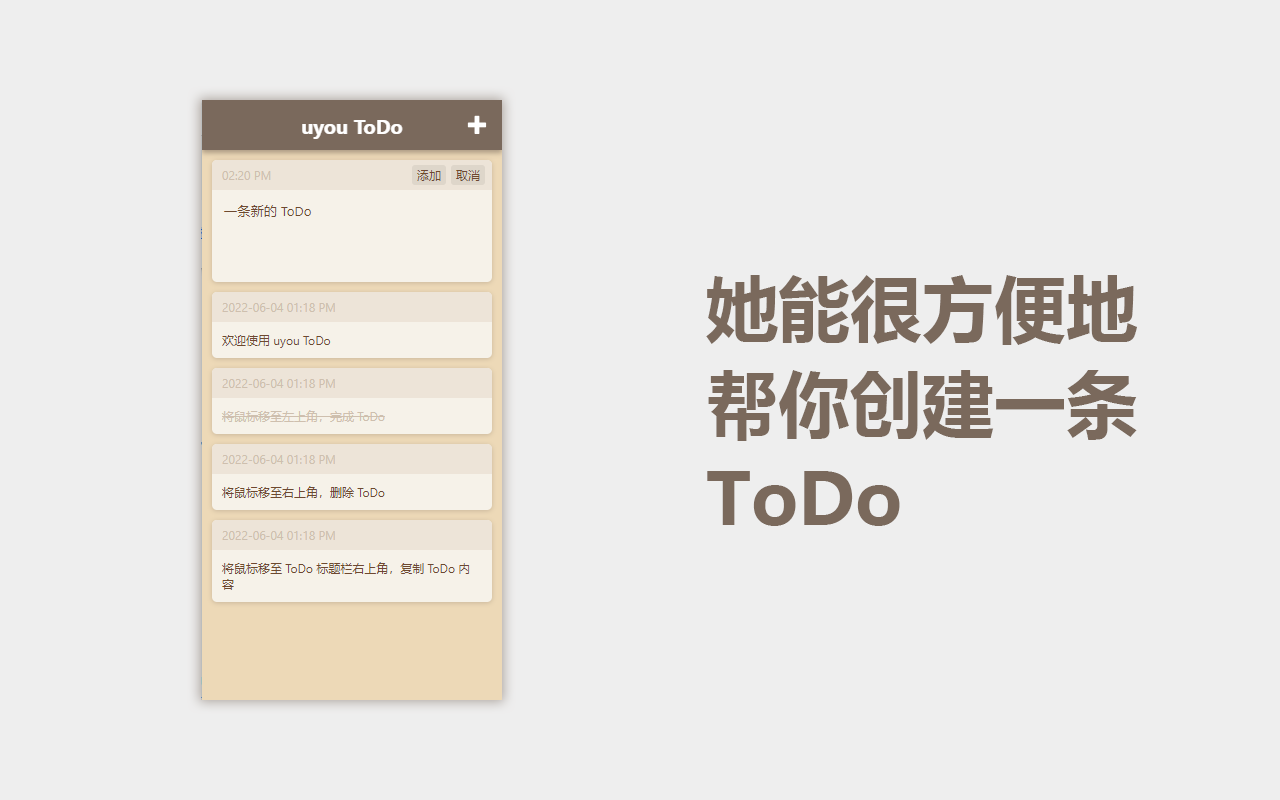 uyou ToDo
02:20 PM 添加 取消
一条新的 ToDo
2022-06-04 01:18 PM
欢迎使用 uyou ToDo
2022-06-04 01:18 PM
将鼠标移至左上角，完成 ToDo
2022-06-04 01:18 PM
将鼠标移至右上角，删除 ToDo
2022-06-04 01:18 PM
将鼠标移至 ToDo 标题栏右上角，复制 ToDo 内
容
她能很方便地
帮你创建一条
ToDo